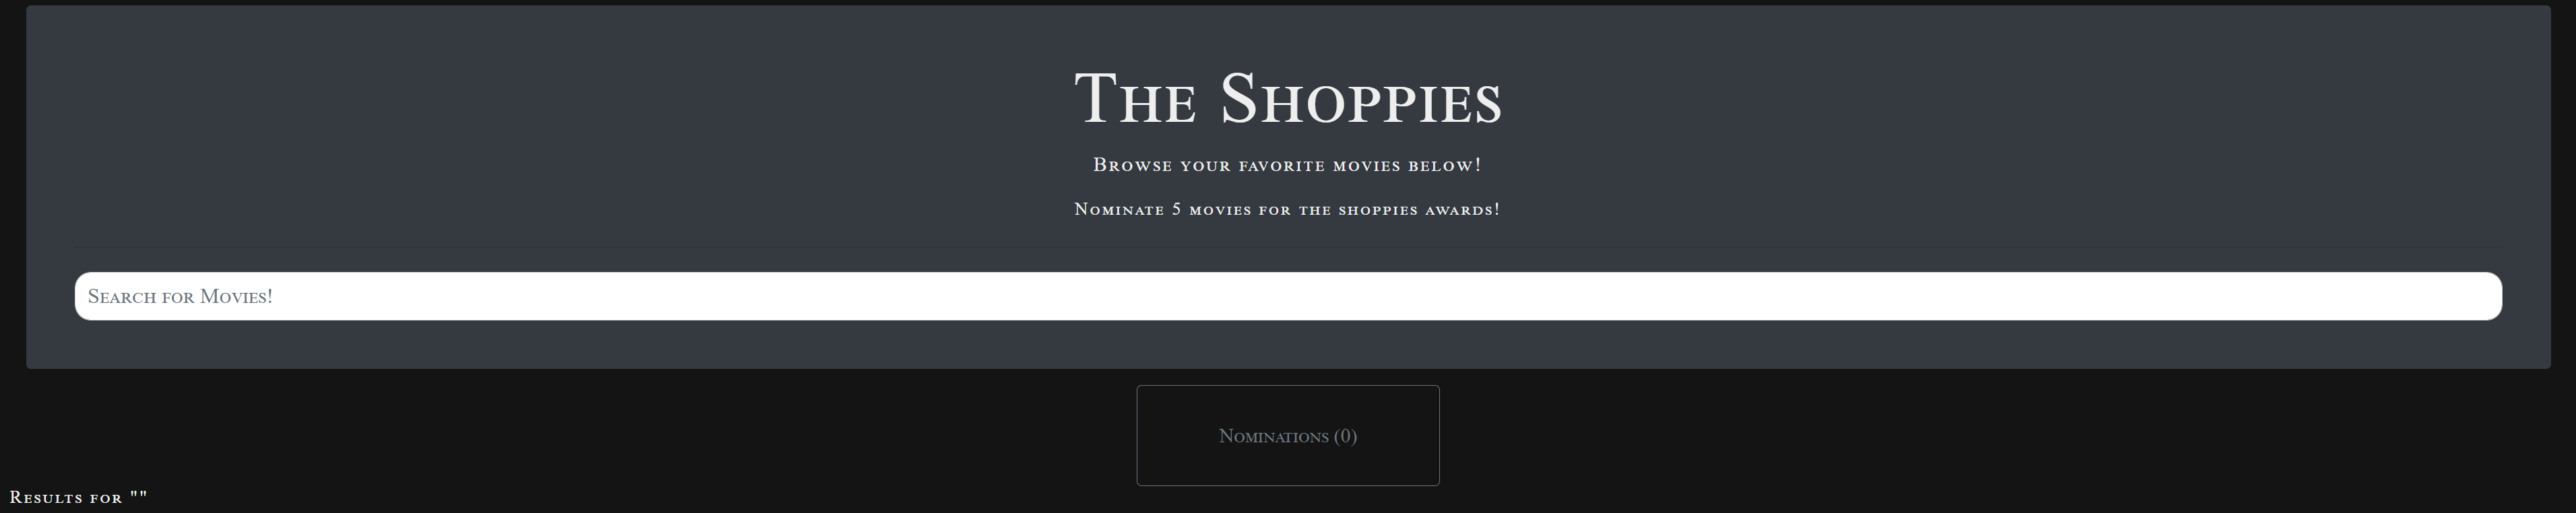 The Shoppies
Browse your favorite movies below!
Nominate 5 movies for the shoppies awards!
Search for Movies!
Nominations (0)
Results for ""